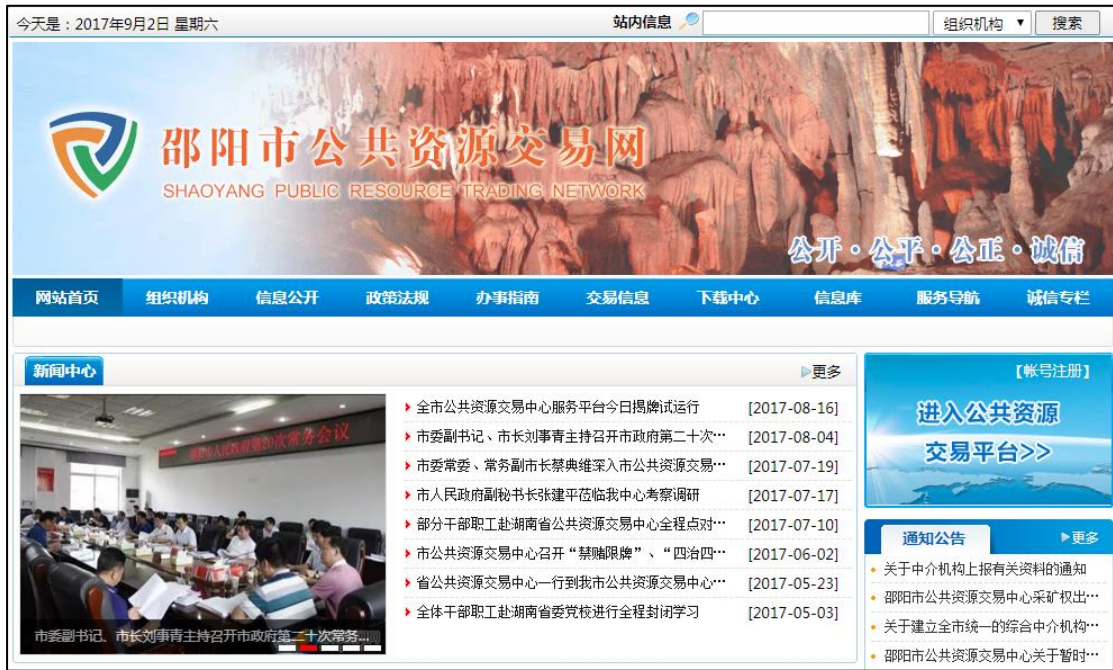 今天是：2017年9月2日 星期六
站内信息
组织机构
搜索
邵阳市公共资源交易网
SHAOYANG PUBLIC RESOURCE TRADING NETWORK
公开·公平·公正·诚信
网站首页 组织机构 信息公开 政策法规 办事指南 交易信息 下载中心 信息库 服务导航 诚信专栏
新闻中心
更多
市委副书记、市长刘事青主持召开市政府第二十次常务...
全市公共资源交易中心服务平台今日揭牌试运行 [2017-08-16]
市委副书记、市长刘事青主持召开市政府第二十次… [2017-08-04]
市委常委、常务副市长蔡典维深入市公共资源交易… [2017-07-19]
市人民政府副秘书长张建平莅临我中心考察调研 [2017-07-17]
部分干部职工赴湖南省公共资源交易中心全程点对… [2017-07-10]
市公共资源交易中心召开“禁赌限牌”、“四治四… [2017-06-02]
省公共资源交易中心一行到我市公共资源交易中心… [2017-05-23]
全体干部职工赴湖南省委党校进行全程封闭学习 [2017-05-03]
【帐号注册】
进入公共资源
交易平台>>
通知公告
更多
关于中介机构上报有关资料的通知
邵阳市公共资源交易中心采矿权出…
关于建立全市统一的综合中介机构…
邵阳市公共资源交易中心关于暂时…